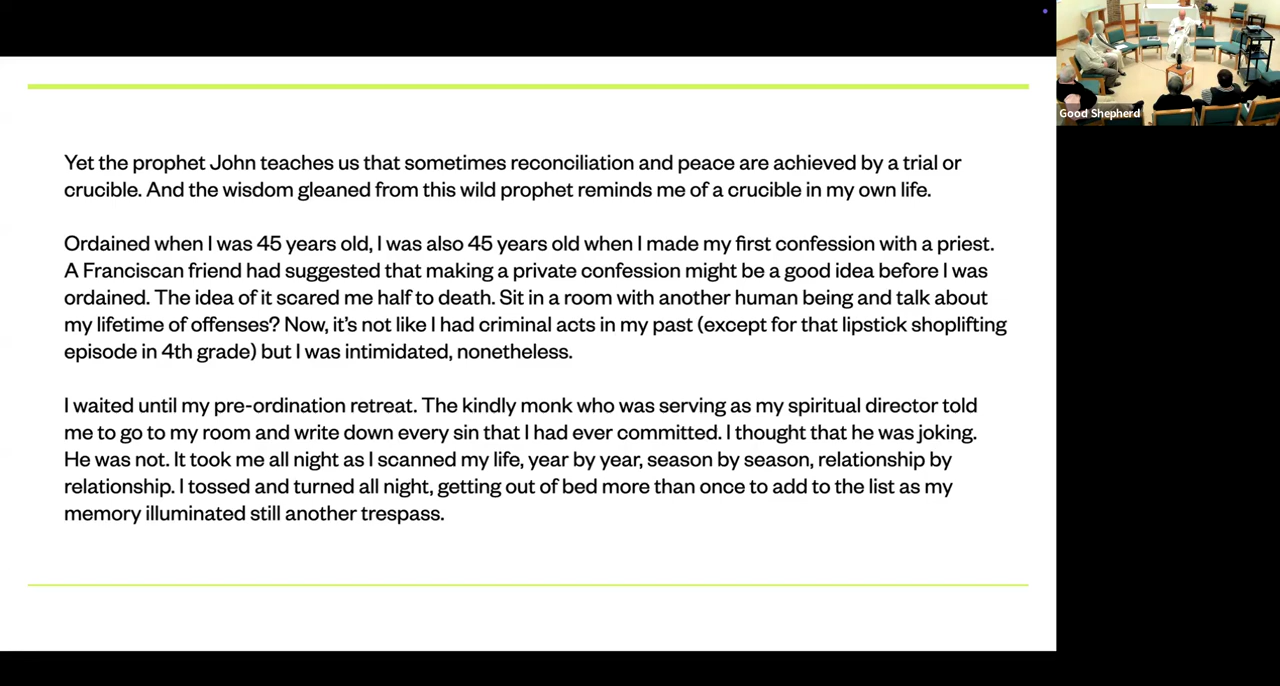 Yet the prophet John teaches us that sometimes reconciliation and peace are achieved by a trial or
crucible. And the wisdom gleaned from this wild prophet reminds me of a crucible in my own life.
Ordained when I was 45 years old, I was also 45 years old when I made my first confession with a priest.
A Franciscan friend had suggested that making a private confession might be a good idea before I was
ordained. The idea of it scared me half to death. Sit in a room with another human being and talk about
my lifetime of offenses? Now, it’s not like I had criminal acts in my past (except for that lipstick shoplifting
episode in 4th grade) but I was intimidated, nonetheless.
I waited until my pre-ordination retreat. The kindly monk who was serving as my spiritual director told
me to go to my room and write down every sin that I had ever committed. I thought that he was joking.
He was not. It took me all night as I scanned my life, year by year, season by season, relationship by
relationship. I tossed and turned all night, getting out of bed more than once to add to the list as my
memory illuminated still another trespass.
Good Shepherd